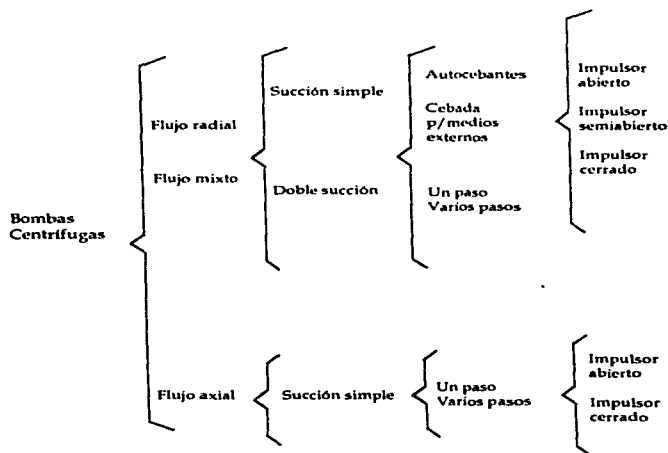 Bombas
Centrífugas
Flujo radial
Flujo mixto
Succión simple
Doble succión
Autocebantes
Cebada
p/medios
externos
Un paso
Varios pasos
Impulsor
abierto
Impulsor
semiabierto
Impulsor
cerrado
Flujo axial
Succión simple
Un paso
Varios pasos
Impulsor
abierto
Impulsor
cerrado